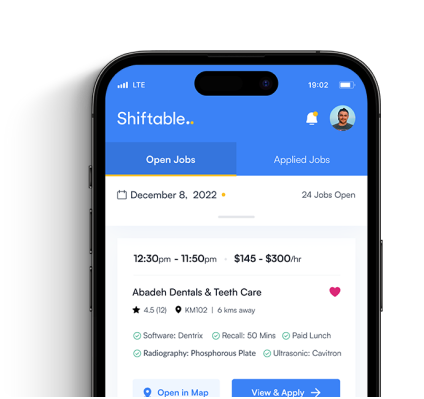 LTE 19:02
Shiftable..
Open Jobs Applied Jobs
December 8, 2022 24 Jobs Open
12:30pm - 11:50pm $145 - $300/hr
Abadeh Dentals & Teeth Care
4.5 (12) KM102 | 6 kms away
Software: Dentrix Recall: 50 Mins Paid Lunch
Radiography: Phosphorous Plate Ultrasonic: Cavitron
Open in Map View & Apply